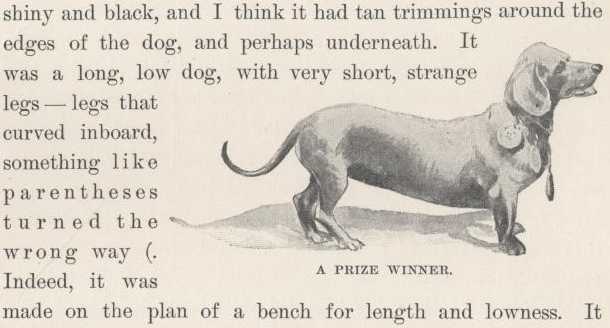 shiny and black, and I think it had tan trimmings around the
edges of the dog, and perhaps underneath. It
was a long, low dog, with very short, strange
legs — legs that
curved inboard,
something like
parentheses
turned the
wrong way (.
Indeed, it was
A PRIZE WINNER.
made on the plan of a bench for length and lowness. It